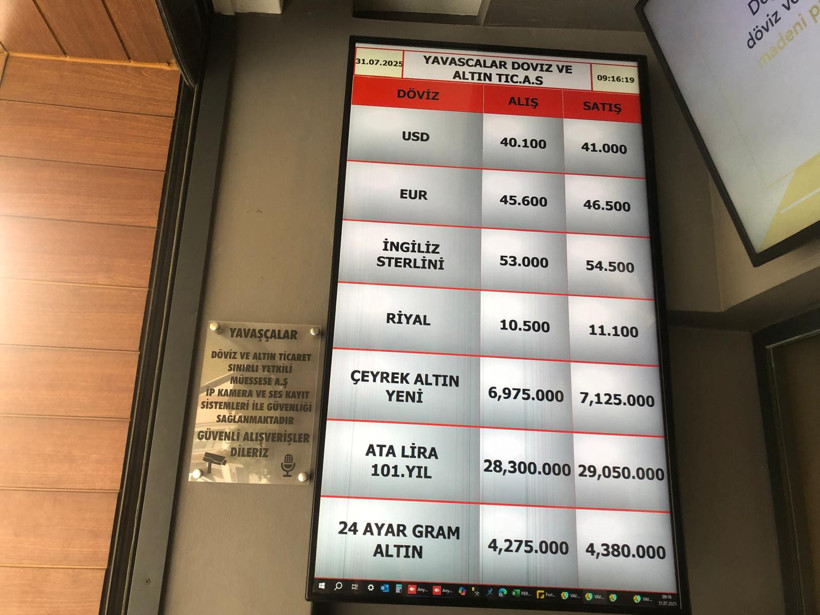 31.07.2025
YAVASCALAR DOVIZ VE
ALTIN TIC.A.S
09:16:19
DÖVİZ ALIŞ SATIŞ
USD 40.100 41.000
EUR 45.600 46.500
İNGİLİZ
STERLİNİ 53.000 54.500
RİYAL 10.500 11.100
ÇEYREK ALTIN
YENİ 6,975.000 7,125.000
ATA LİRA
101.YIL 28,300.000 29,050.000
24 AYAR GRAM
ALTIN 4,275.000 4,380.000
YAVAŞÇALAR
DÖVİZ VE ALTIN TİCARET
SINIRLI YETKİLİ
MÜESSESE A.Ş
IP KAMERA VE SES KAYIT
SİSTEMLERİ İLE GÜVENLİĞİ
SAĞLANMAKTADIR
GÜVENLİ ALIŞVERİŞLER
DİLERİZ
döviz ve
madeni